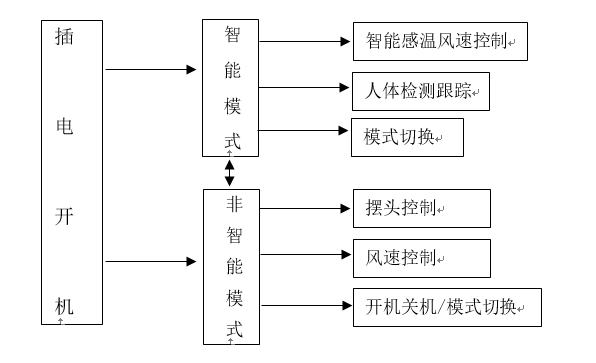 插电开机
智能模式
智能感温风速控制
人体检测跟踪
模式切换
非智能模式
摆头控制
风速控制
开机关机/模式切换